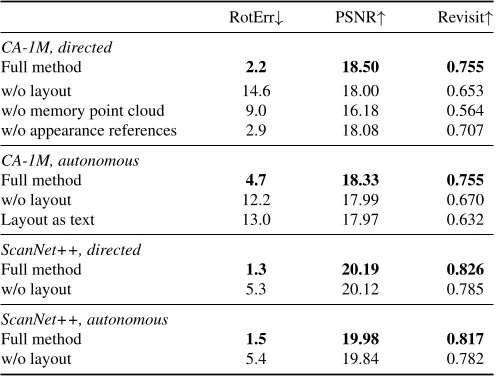 RotErr↓ PSNR↑ Revisit↑
CA-1M, directed
Full method 2.2 18.50 0.755
w/o layout 14.6 18.00 0.653
w/o memory point cloud 9.0 16.18 0.564
w/o appearance references 2.9 18.08 0.707
CA-1M, autonomous
Full method 4.7 18.33 0.755
w/o layout 12.2 17.99 0.670
Layout as text 13.0 17.97 0.632
ScanNet++, directed
Full method 1.3 20.19 0.826
w/o layout 5.3 20.12 0.785
ScanNet++, autonomous
Full method 1.5 19.98 0.817
w/o layout 5.4 19.84 0.782